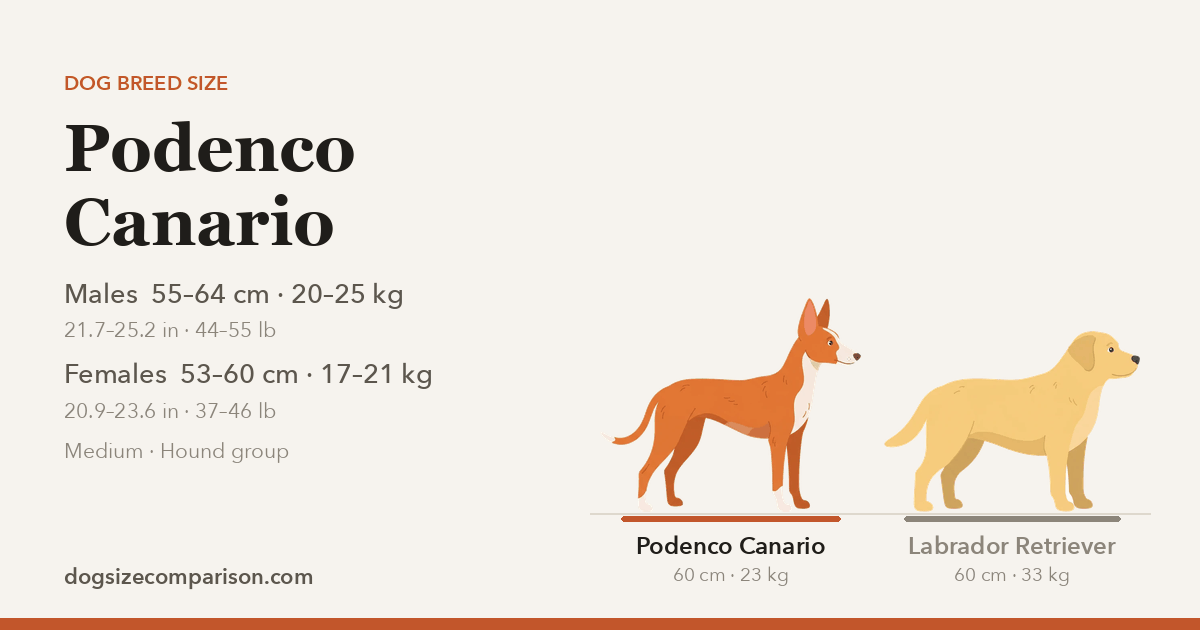 DOG BREED SIZE
Podenco
Canario
Males 55–64 cm · 20–25 kg
21.7–25.2 in · 44–55 lb
Females 53–60 cm · 17–21 kg
20.9–23.6 in · 37–46 lb
Medium · Hound group
dogsizecomparison.com
Podenco Canario
60 cm · 23 kg
Labrador Retriever
60 cm · 33 kg